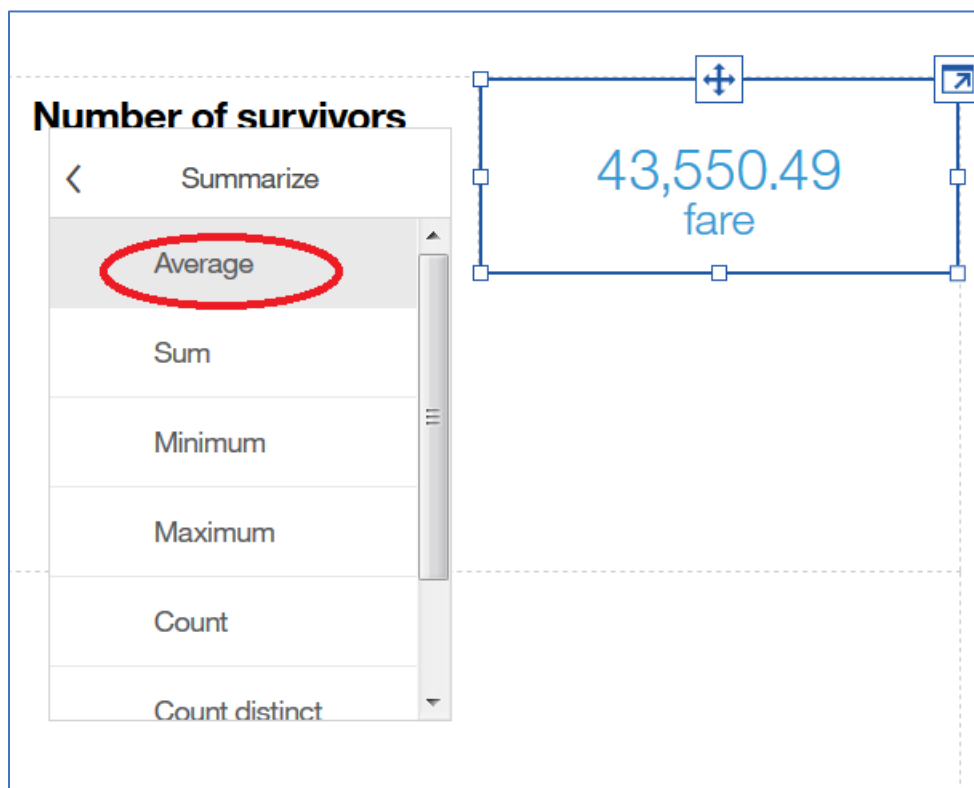 Number of survivors
Summarize
Average
Sum
Minimum
Maximum
Count
Count distinct
43,550.49
fare